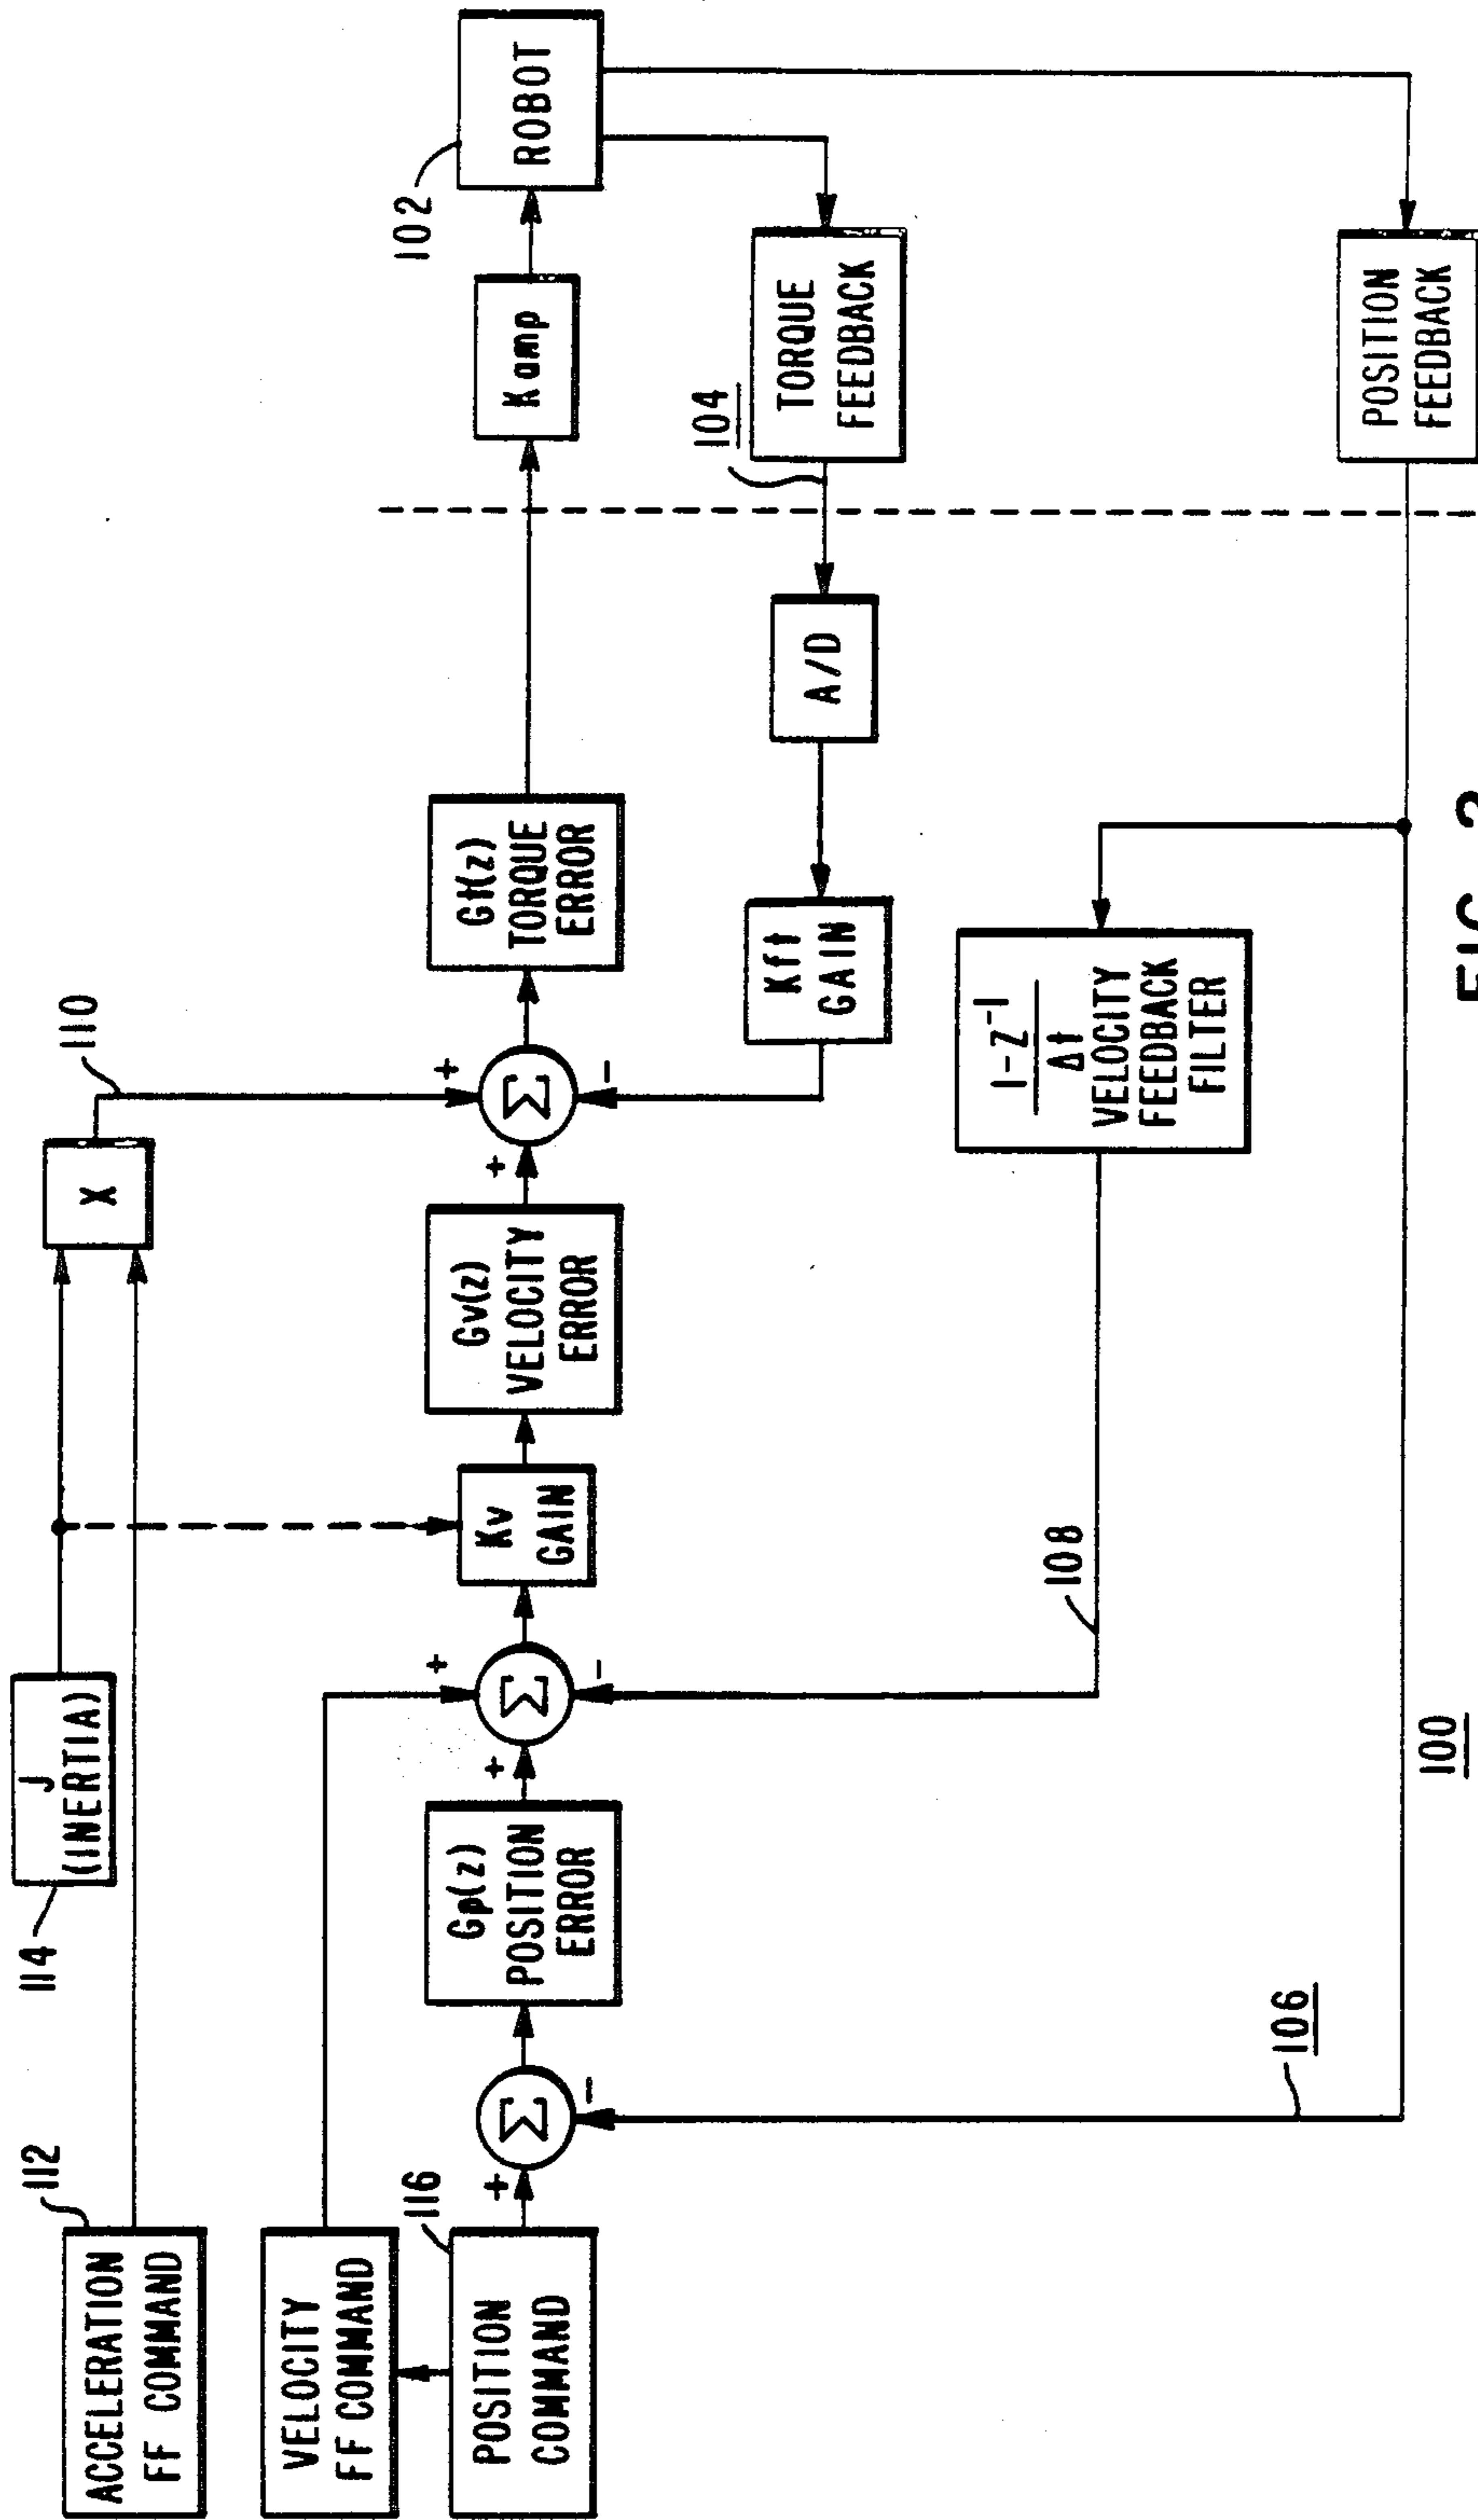 112
ACCELERATION
FF COMMAND
114
J
(INERTIA)
X
110
VELOCITY
FF COMMAND
116
POSITION
COMMAND
+
Σ
-
Gp(z)
POSITION
ERROR
+
+
Σ
-
Kv
GAIN
Gv(z)
VELOCITY
ERROR
+
+
Σ
-
Gt(z)
TORQUE
ERROR
Kamp
102
ROBOT
Kft
GAIN
A/D
104
TORQUE
FEEDBACK
108
1-Z⁻¹
Δt
VELOCITY
FEEDBACK
FILTER
106
POSITION
FEEDBACK
100